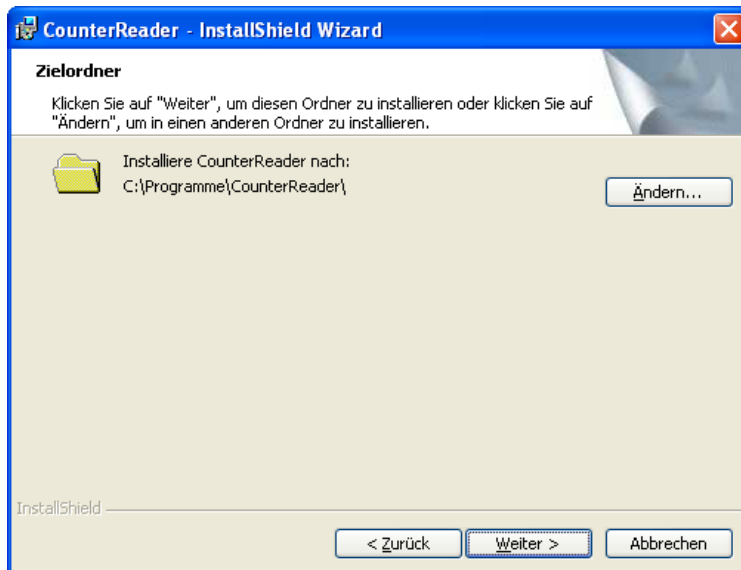 CounterReader - InstallShield Wizard
Zielordner
Klicken Sie auf "Weiter", um diesen Ordner zu installieren oder klicken Sie auf
"Ändern", um in einen anderen Ordner zu installieren.
Installiere CounterReader nach:
C:\Programme\CounterReader\
Ändern...
InstallShield
< Zurück
Weiter >
Abbrechen